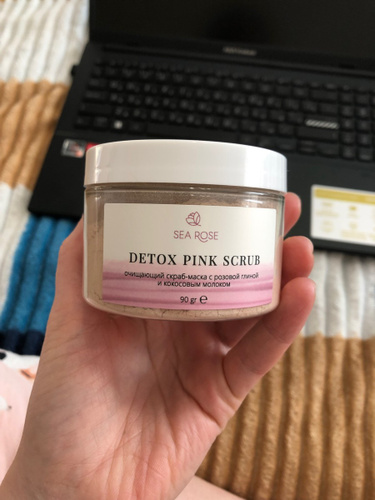 SEA ROSE
DETOX PINK SCRUB
очищающий скраб-маска с розовой глиной
и кокосовым молоком
90 gr ℮